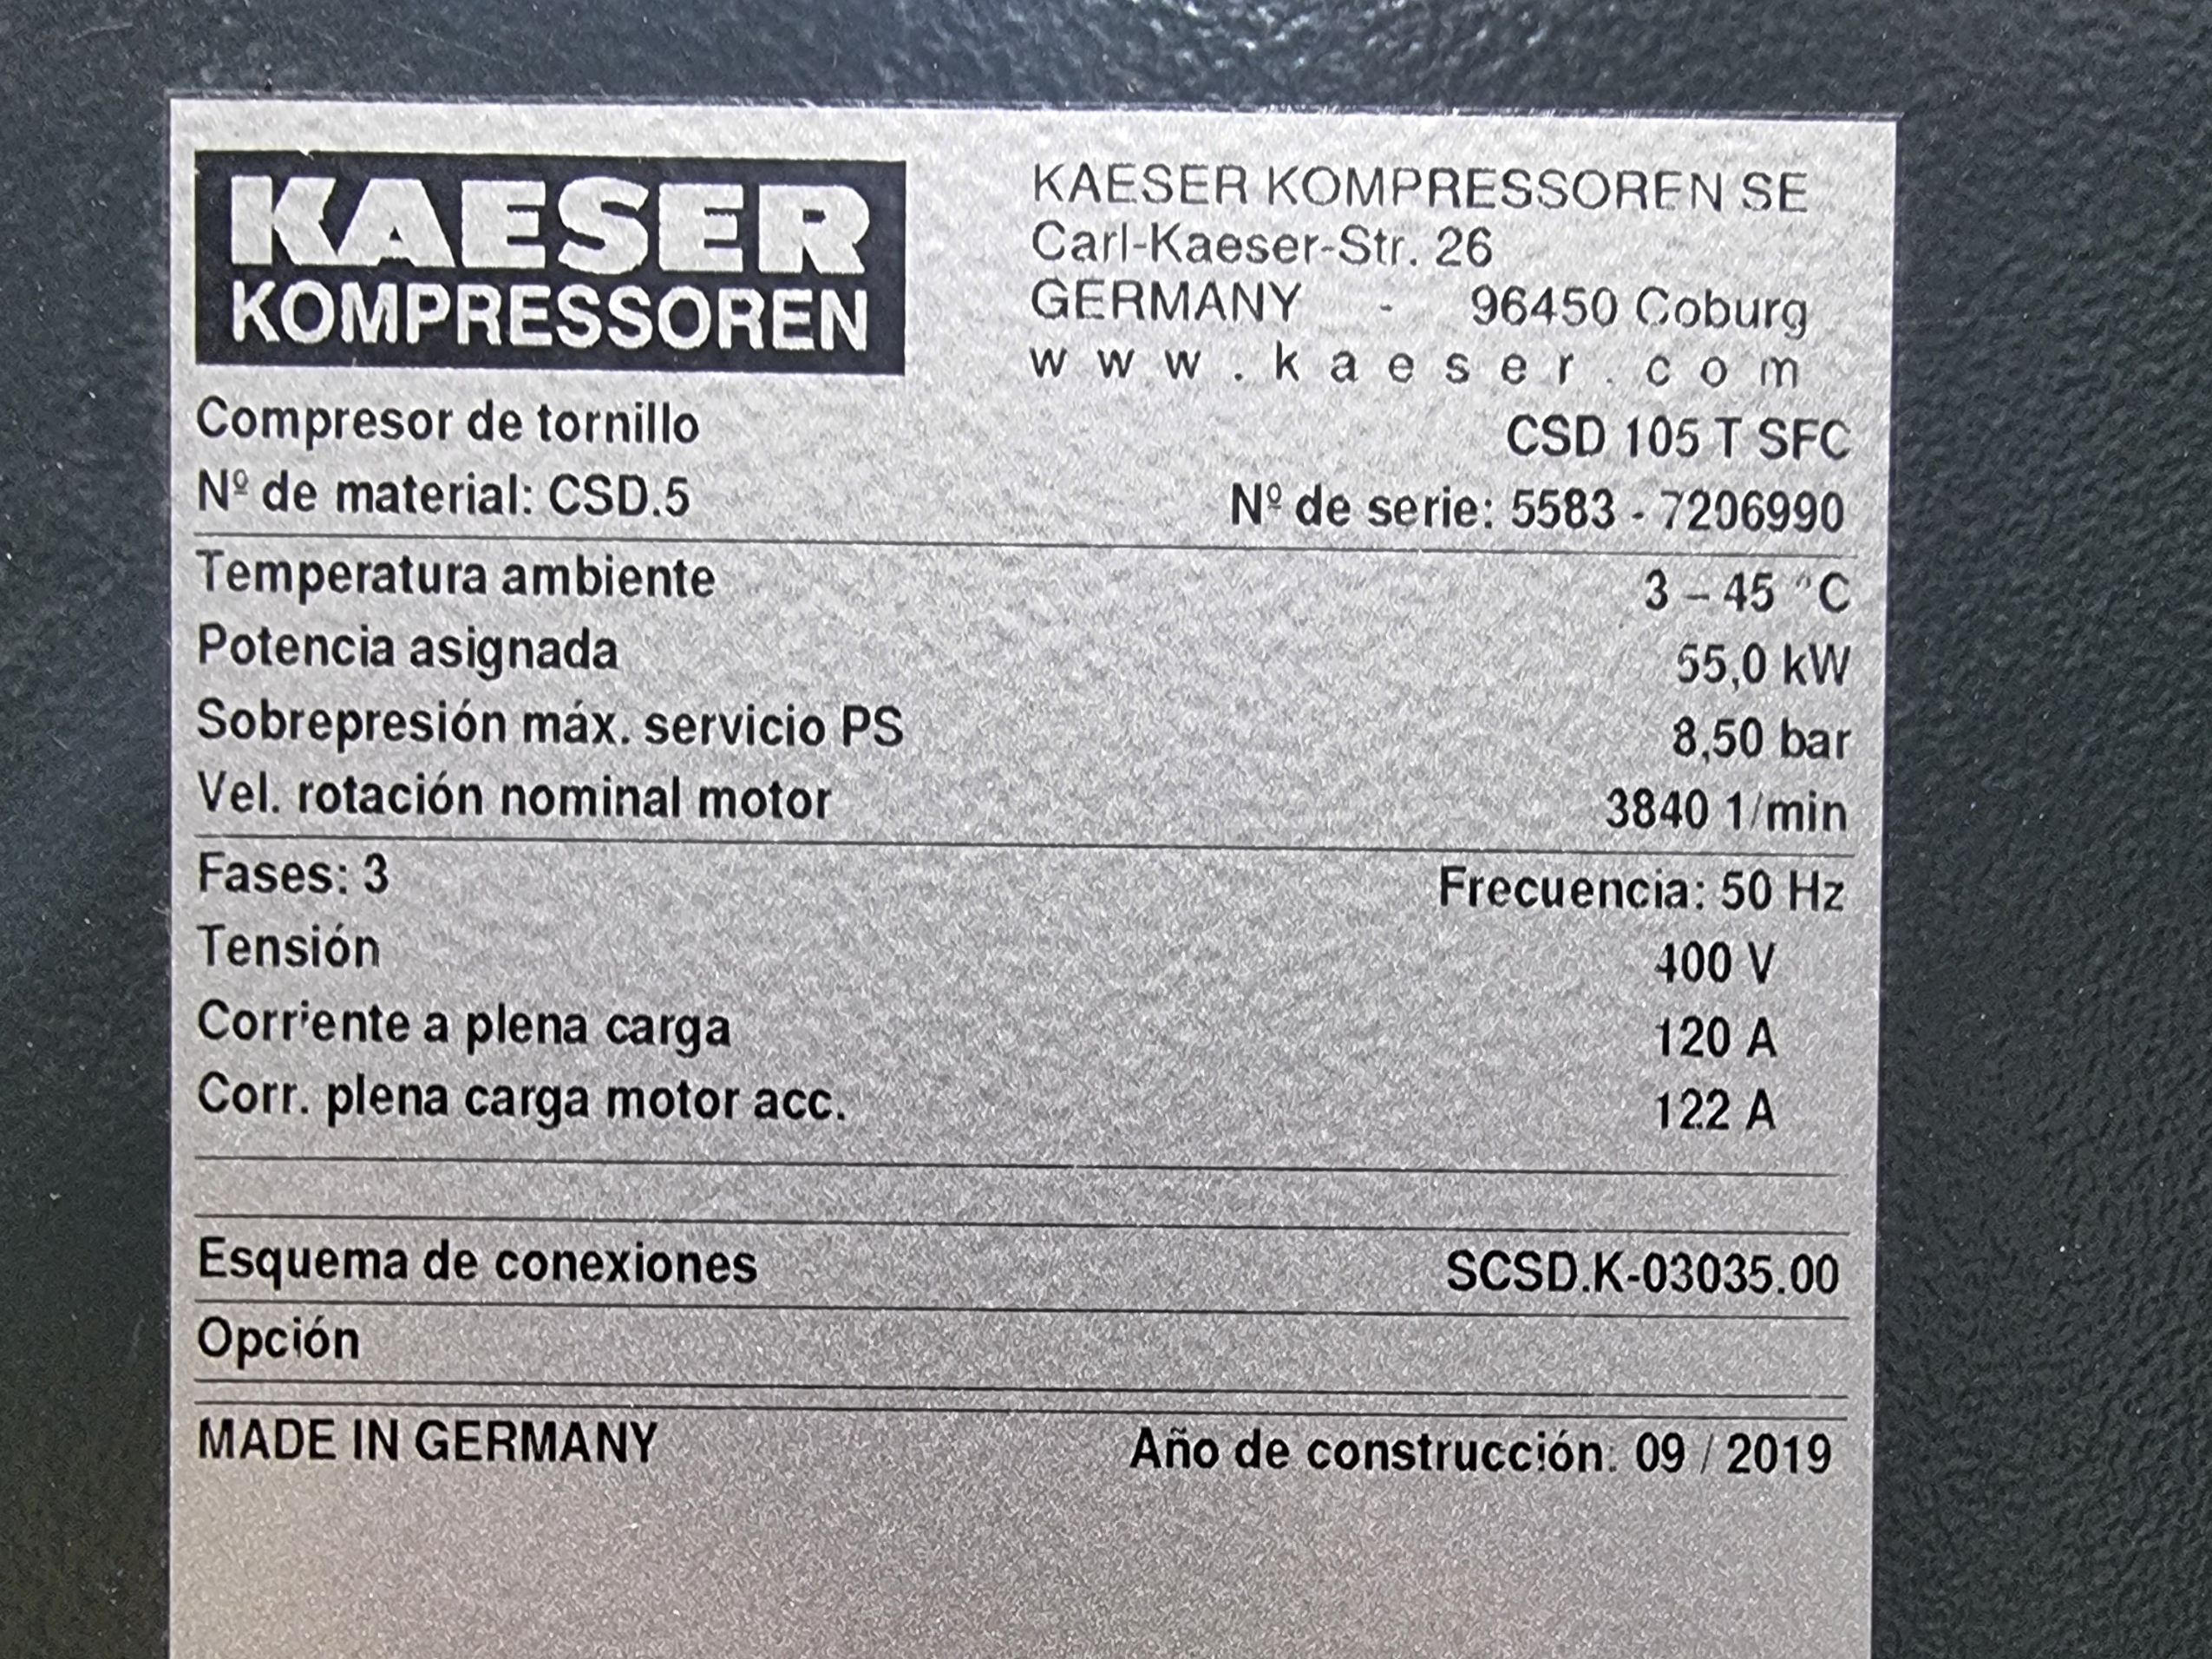 KAESER
KOMPRESSOREN
KAESER KOMPRESSOREN SE
Carl-Kaeser-Str. 26
GERMANY - 96450 Coburg
www.kaeser.com
Compresor de tornillo CSD 105 T SFC
Nº de material: CSD.5 Nº de serie: 5583 - 7206990
Temperatura ambiente 3 – 45 °C
Potencia asignada 55,0 kW
Sobrepresión máx. servicio PS 8,50 bar
Vel. rotación nominal motor 3840 1/min
Fases: 3 Frecuencia: 50 Hz
Tensión 400 V
Corriente a plena carga 120 A
Corr. plena carga motor acc. 122 A
Esquema de conexiones SCSD.K-03035.00
Opción
MADE IN GERMANY Año de construcción: 09 / 2019